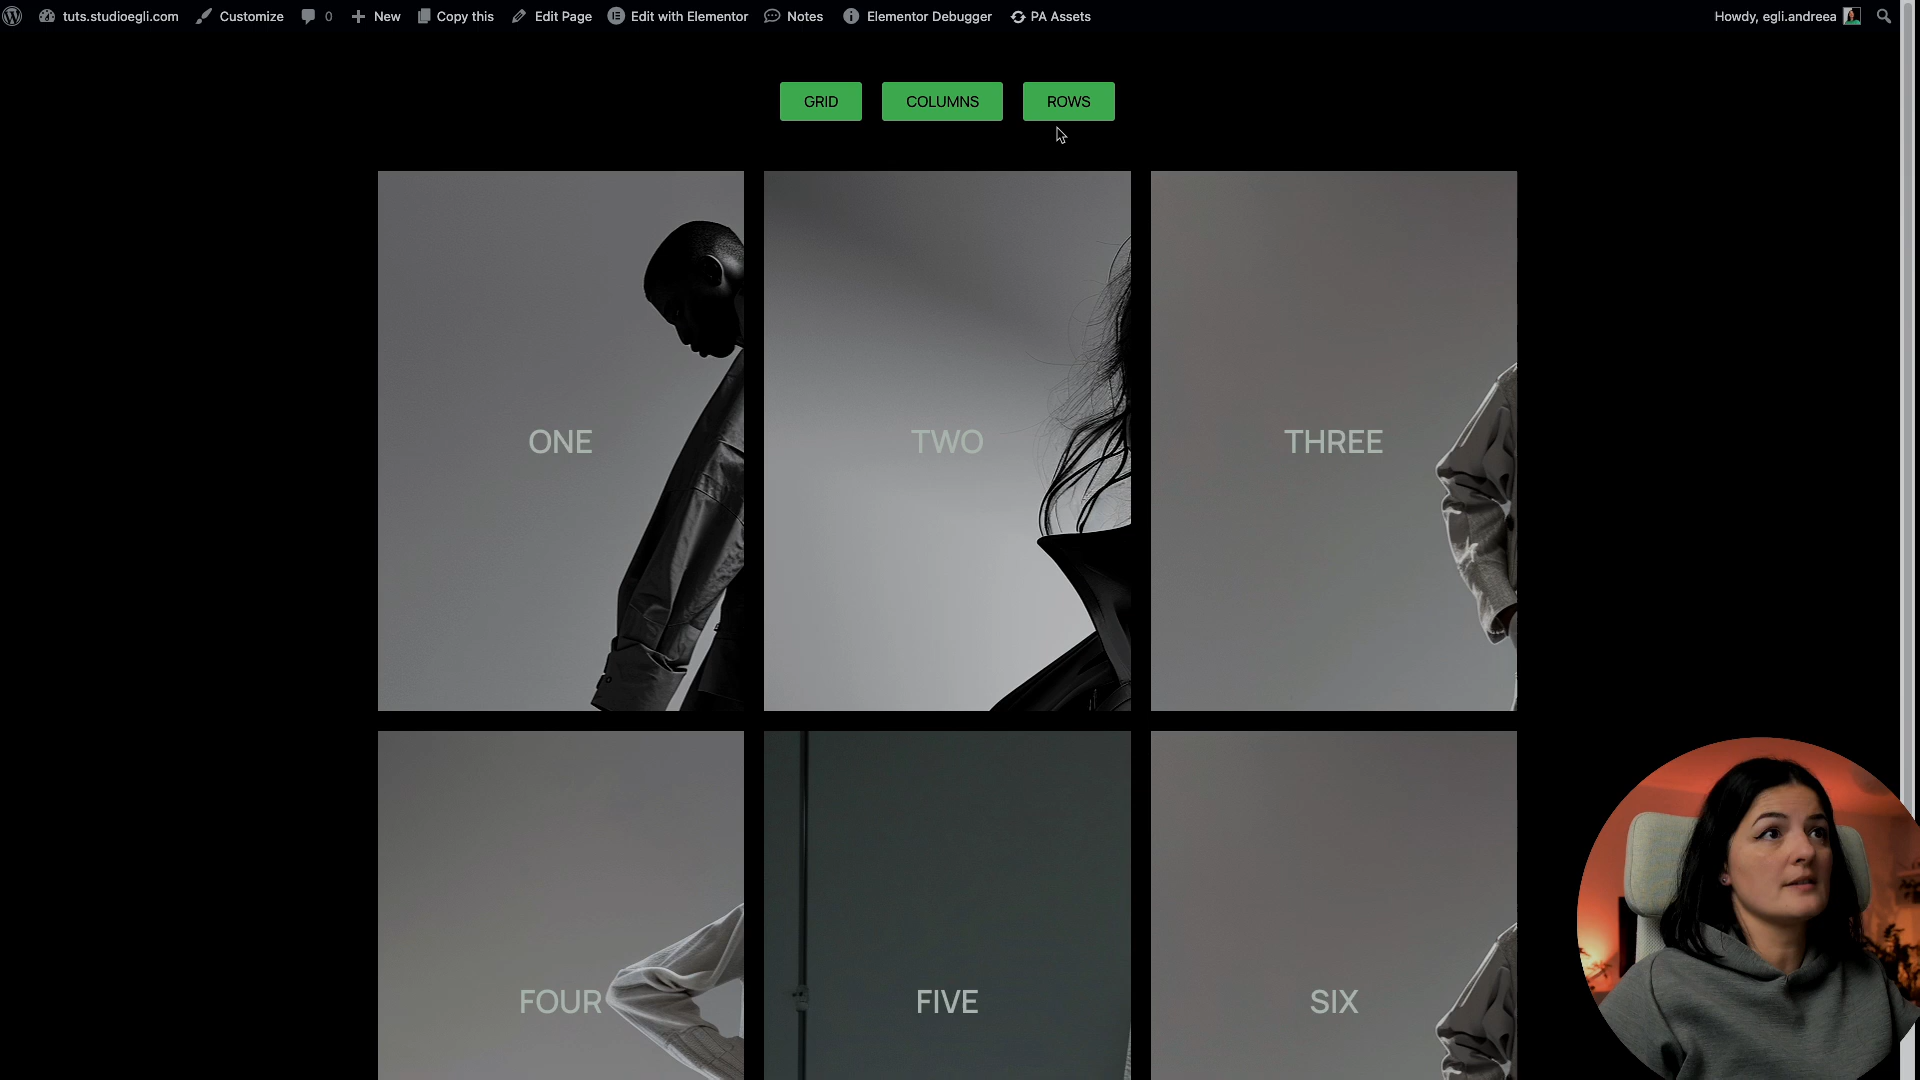 tuts.studioegli.com Customize 0 New Copy this Edit Page Edit with Elementor Notes Elementor Debugger PA Assets Howdy, egli.andreea
GRID COLUMNS ROWS
ONE TWO THREE
FOUR FIVE SIX